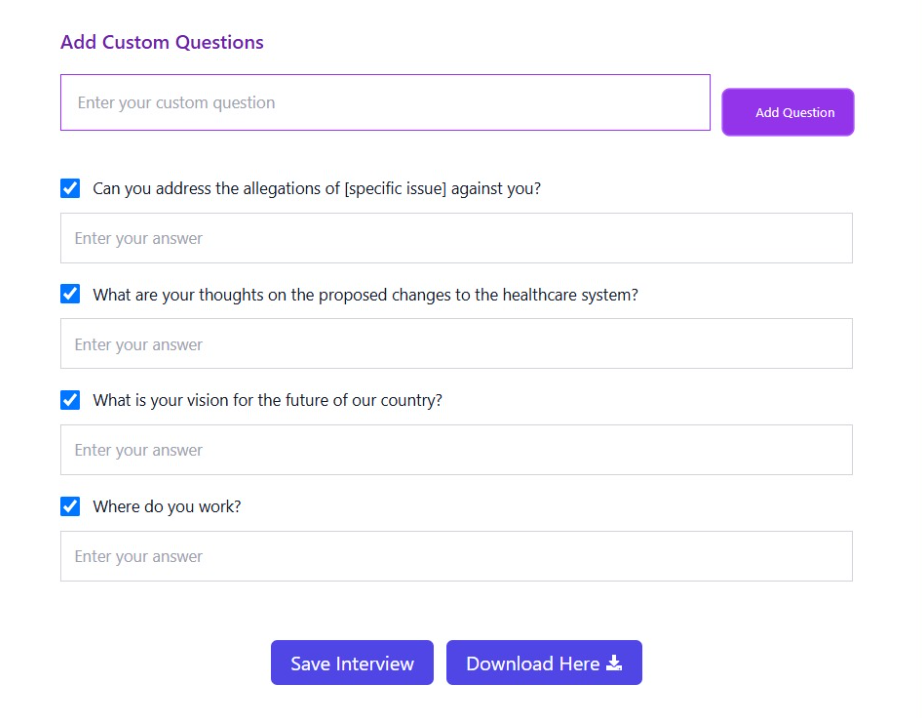 Add Custom Questions
Enter your custom question
Add Question
Can you address the allegations of [specific issue] against you?
Enter your answer
What are your thoughts on the proposed changes to the healthcare system?
Enter your answer
What is your vision for the future of our country?
Enter your answer
Where do you work?
Enter your answer
Save Interview
Download Here